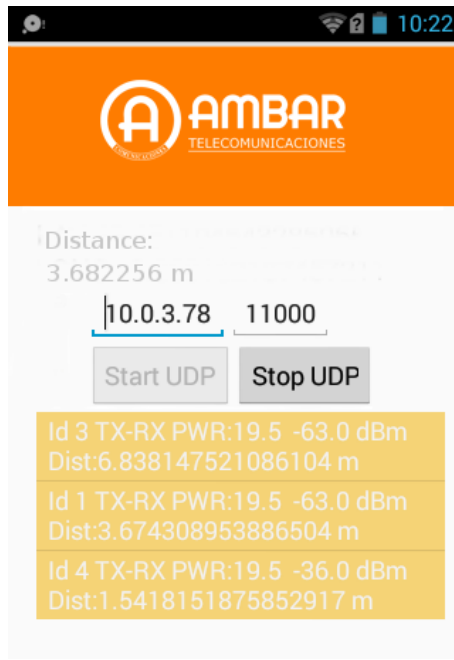 10:22
AMBAR
TELECOMUNICACIONES
Distance:
3.682256 m
10.0.3.78 11000
Start UDP Stop UDP
Id 3 TX-RX PWR:19.5 -63.0 dBm
Dist:6.838147521086104 m
Id 1 TX-RX PWR:19.5 -63.0 dBm
Dist:3.674308953886504 m
Id 4 TX-RX PWR:19.5 -36.0 dBm
Dist:1.5418151875852917 m